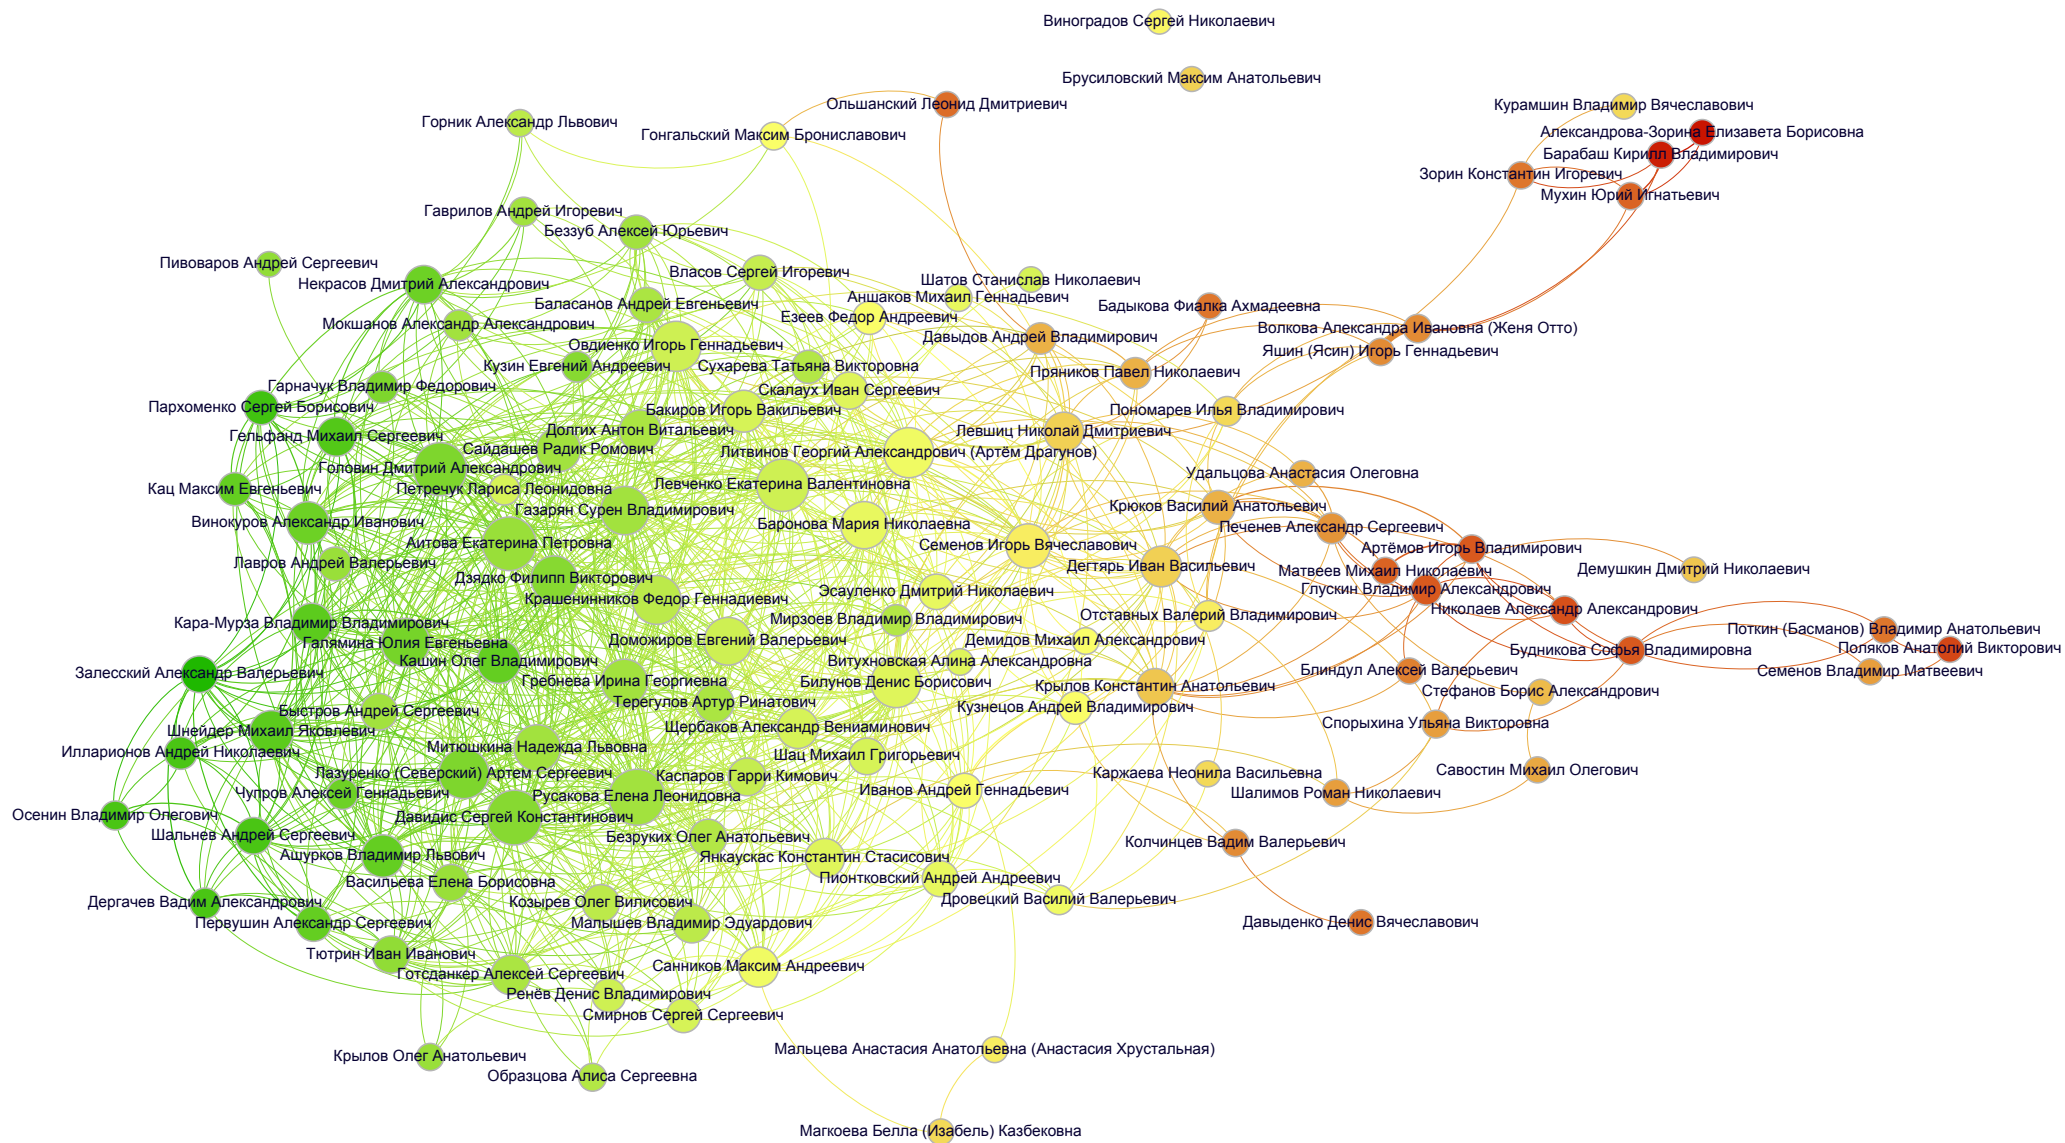 Виноградов Сергей Николаевич
Брусиловский Максим Анатольевич
Ольшанский Леонид Дмитриевич
Курамшин Владимир Вячеславович
Горник Александр Львович
Гонгальский Максим Брониславович
Александрова-Зорина Елизавета Борисовна
Барабаш Кирилл Владимирович
Зорин Константин Игоревич
Мухин Юрий Игнатьевич
Гаврилов Андрей Игоревич
Беззуб Алексей Юрьевич
Пивоваров Андрей Сергеевич
Власов Сергей Игоревич
Шатов Станислав Николаевич
Некрасов Дмитрий Александрович
Аншаков Михаил Геннадьевич
Баласанов Андрей Евгеньевич
Бадыкова Фиалка Ахмадеевна
Езеев Федор Андреевич
Мокшанов Александр Александрович
Волкова Александра Ивановна (Женя Отто)
Давыдов Андрей Владимирович
Овдиенко Игорь Геннадьевич
Яшин (Ясин) Игорь Геннадьевич
Кузин Евгений Андреевич
Сухарева Татьяна Викторовна
Пряников Павел Николаевич
Гарначук Владимир Федорович
Скалаух Иван Сергеевич
Пархоменко Сергей Борисович
Бакиров Игорь Вакильевич
Пономарев Илья Владимирович
Долгих Антон Витальевич
Левшиц Николай Дмитриевич
Гельфанд Михаил Сергеевич
Сайдашев Радик Ромович
Литвинов Георгий Александрович (Артём Драгунов)
Головин Дмитрий Александрович
Удальцова Анастасия Олеговна
Левченко Екатерина Валентиновна
Кац Максим Евгеньевич
Петречук Лариса Леонидовна
Крюков Василий Анатольевич
Газарян Сурен Владимирович
Винокуров Александр Иванович
Баронова Мария Николаевна
Печенев Александр Сергеевич
Аитова Екатерина Петровна
Семенов Игорь Вячеславович
Артёмов Игорь Владимирович
Лавров Андрей Валерьевич
Дегтярь Иван Васильевич
Матвеев Михаил Николаевич
Демушкин Дмитрий Николаевич
Дзядко Филипп Викторович
Глускин Владимир Александрович
Эсауленко Дмитрий Николаевич
Крашенинников Федор Геннадиевич
Николаев Александр Александрович
Отставных Валерий Владимирович
Кара-Мурза Владимир Владимирович
Мирзоев Владимир Владимирович
Поткин (Басманов) Владимир Анатольевич
Галямина Юлия Евгеньевна
Доможиров Евгений Валерьевич
Демидов Михаил Александрович
Будникова Софья Владимировна
Поляков Анатолий Викторович
Кашин Олег Владимирович
Витухновская Алина Александровна
Залесский Александр Валерьевич
Гребнева Ирина Георгиевна
Блиндул Алексей Валерьевич
Семенов Владимир Матвеевич
Билунов Денис Борисович
Крылов Константин Анатольевич
Стефанов Борис Александрович
Терегулов Артур Ринатович
Быстров Андрей Сергеевич
Кузнецов Андрей Владимирович
Щербаков Александр Вениаминович
Спорыхина Ульяна Викторовна
Шнейдер Михаил Яковлевич
Митюшкина Надежда Львовна
Илларионов Андрей Николаевич
Шац Михаил Григорьевич
Лазуренко (Северский) Артем Сергеевич
Каспаров Гарри Кимович
Каржаева Неонила Васильевна
Савостин Михаил Олегович
Чупров Алексей Геннадьевич
Русакова Елена Леонидовна
Иванов Андрей Геннадьевич
Шалимов Роман Николаевич
Осенин Владимир Олегович
Давидис Сергей Константинович
Шальнев Андрей Сергеевич
Безруких Олег Анатольевич
Колчинцев Вадим Валерьевич
Ашурков Владимир Львович
Янкаускас Константин Стасисович
Васильева Елена Борисовна
Пионтковский Андрей Андреевич
Дровецкий Василий Валерьевич
Дергачев Вадим Александрович
Козырев Олег Вилисович
Первушин Александр Сергеевич
Малышев Владимир Эдуардович
Давыденко Денис Вячеславович
Тютрин Иван Иванович
Санников Максим Андреевич
Готсданкер Алексей Сергеевич
Ренёв Денис Владимирович
Смирнов Сергей Сергеевич
Мальцева Анастасия Анатольевна (Анастасия Хрустальная)
Крылов Олег Анатольевич
Образцова Алиса Сергеевна
Магкоева Белла (Изабель) Казбековна